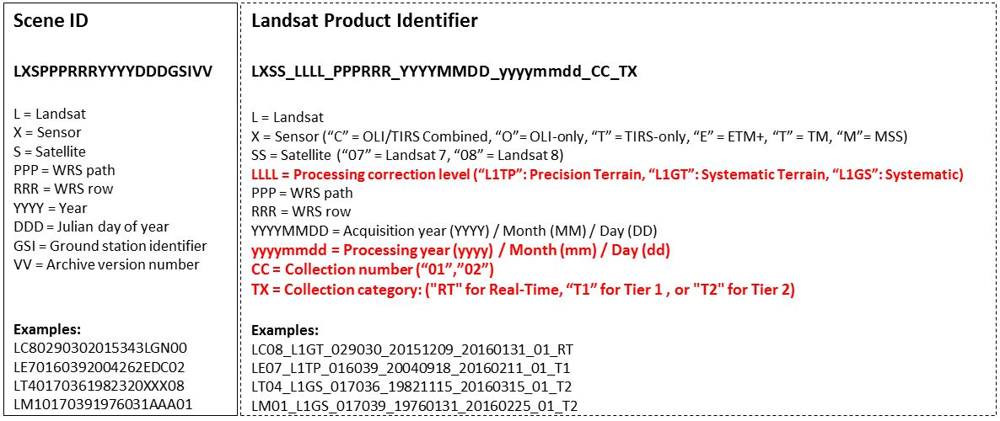 Scene ID
LXSPPPRRRYYYYDDDGSIVV
L = Landsat
X = Sensor
S = Satellite
PPP = WRS path
RRR = WRS row
YYYY = Year
DDD = Julian day of year
GSI = Ground station identifier
VV = Archive version number
Examples:
LC80290302015343LGN00
LE70160392004262EDC02
LT40170361982320XXX08
LM10170391976031AAA01
Landsat Product Identifier
LXSS_LLLL_PPPRRR_YYYYMMDD_yyyymmdd_CC_TX
L = Landsat
X = Sensor (“C” = OLI/TIRS Combined, “O”= OLI-only, “T” = TIRS-only, “E” = ETM+, “T” = TM, “M”= MSS)
SS = Satellite (“07” = Landsat 7, “08” = Landsat 8)
LLLL = Processing correction level (“L1TP”: Precision Terrain, “L1GT”: Systematic Terrain, “L1GS”: Systematic)
PPP = WRS path
RRR = WRS row
YYYYMMDD = Acquisition year (YYYY) / Month (MM) / Day (DD)
yyyymmdd = Processing year (yyyy) / Month (mm) / Day (dd)
CC = Collection number (“01”,”02”)
TX = Collection category: ("RT" for Real-Time, “T1” for Tier 1 , or "T2" for Tier 2)
Examples:
LC08_L1GT_029030_20151209_20160131_01_RT
LE07_L1TP_016039_20040918_20160211_01_T1
LT04_L1GS_017036_19821115_20160315_01_T2
LM01_L1GS_017039_19760131_20160225_01_T2